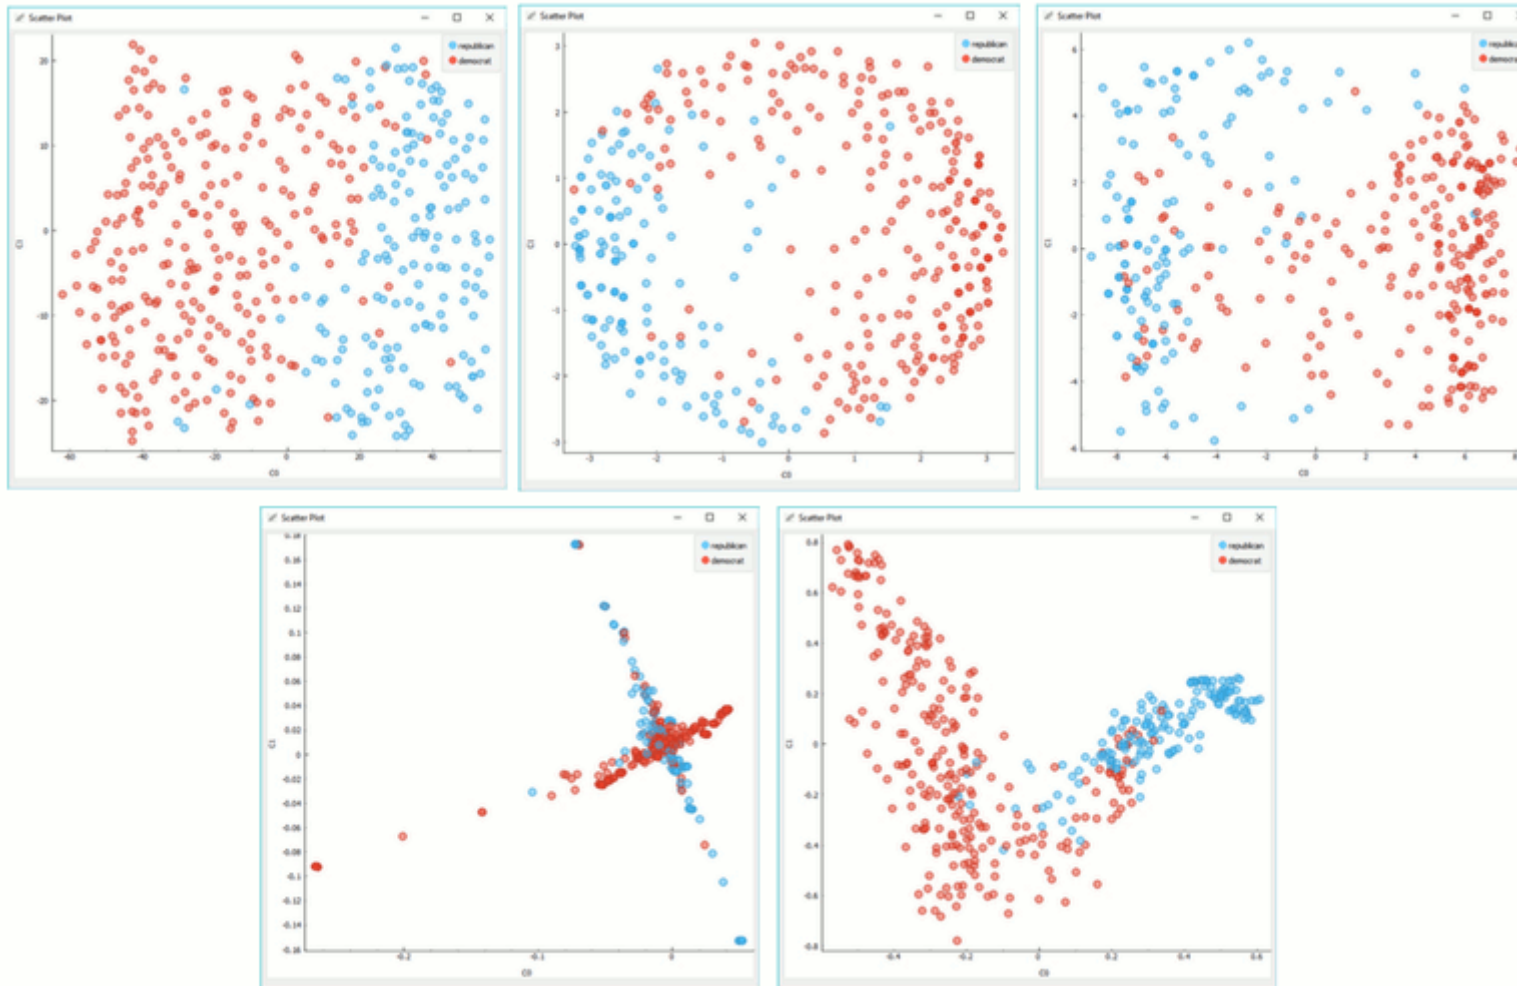 Scatter Plot
republican
democrat
20
10
0
-10
-20
C1
-60 -40 -20 0 20 40
C0
Scatter Plot
republican
democrat
3
2
1
0
-1
-2
-3
C1
-3 -2 -1 0 1 2 3
C0
Scatter Plot
republi
democra
6
4
2
0
-2
-4
-6
C1
-8 -6 -4 -2 0 2 4 6 8
C0
Scatter Plot
republican
democrat
0.18
0.16
0.12
0.1
0.08
0.06
0.04
0.02
0
-0.02
-0.04
-0.06
-0.08
-0.1
-0.14
-0.16
C1
-0.2 -0.1 0
C0
Scatter Plot
republican
democrat
0.8
0.6
0.4
0.2
0
-0.2
-0.4
-0.6
-0.8
C1
-0.4 -0.2 0 0.2 0.4 0.6
C0